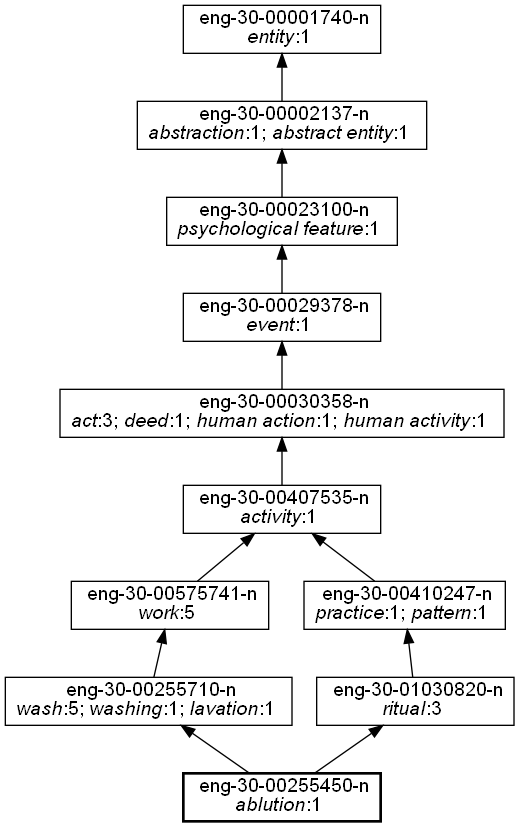 eng-30-00001740-n
entity:1
eng-30-00002137-n
abstraction:1; abstract entity:1
eng-30-00023100-n
psychological feature:1
eng-30-00029378-n
event:1
eng-30-00030358-n
act:3; deed:1; human action:1; human activity:1
eng-30-00407535-n
activity:1
eng-30-00575741-n
work:5
eng-30-00410247-n
practice:1; pattern:1
eng-30-00255710-n
wash:5; washing:1; lavation:1
eng-30-01030820-n
ritual:3
eng-30-00255450-n
ablution:1